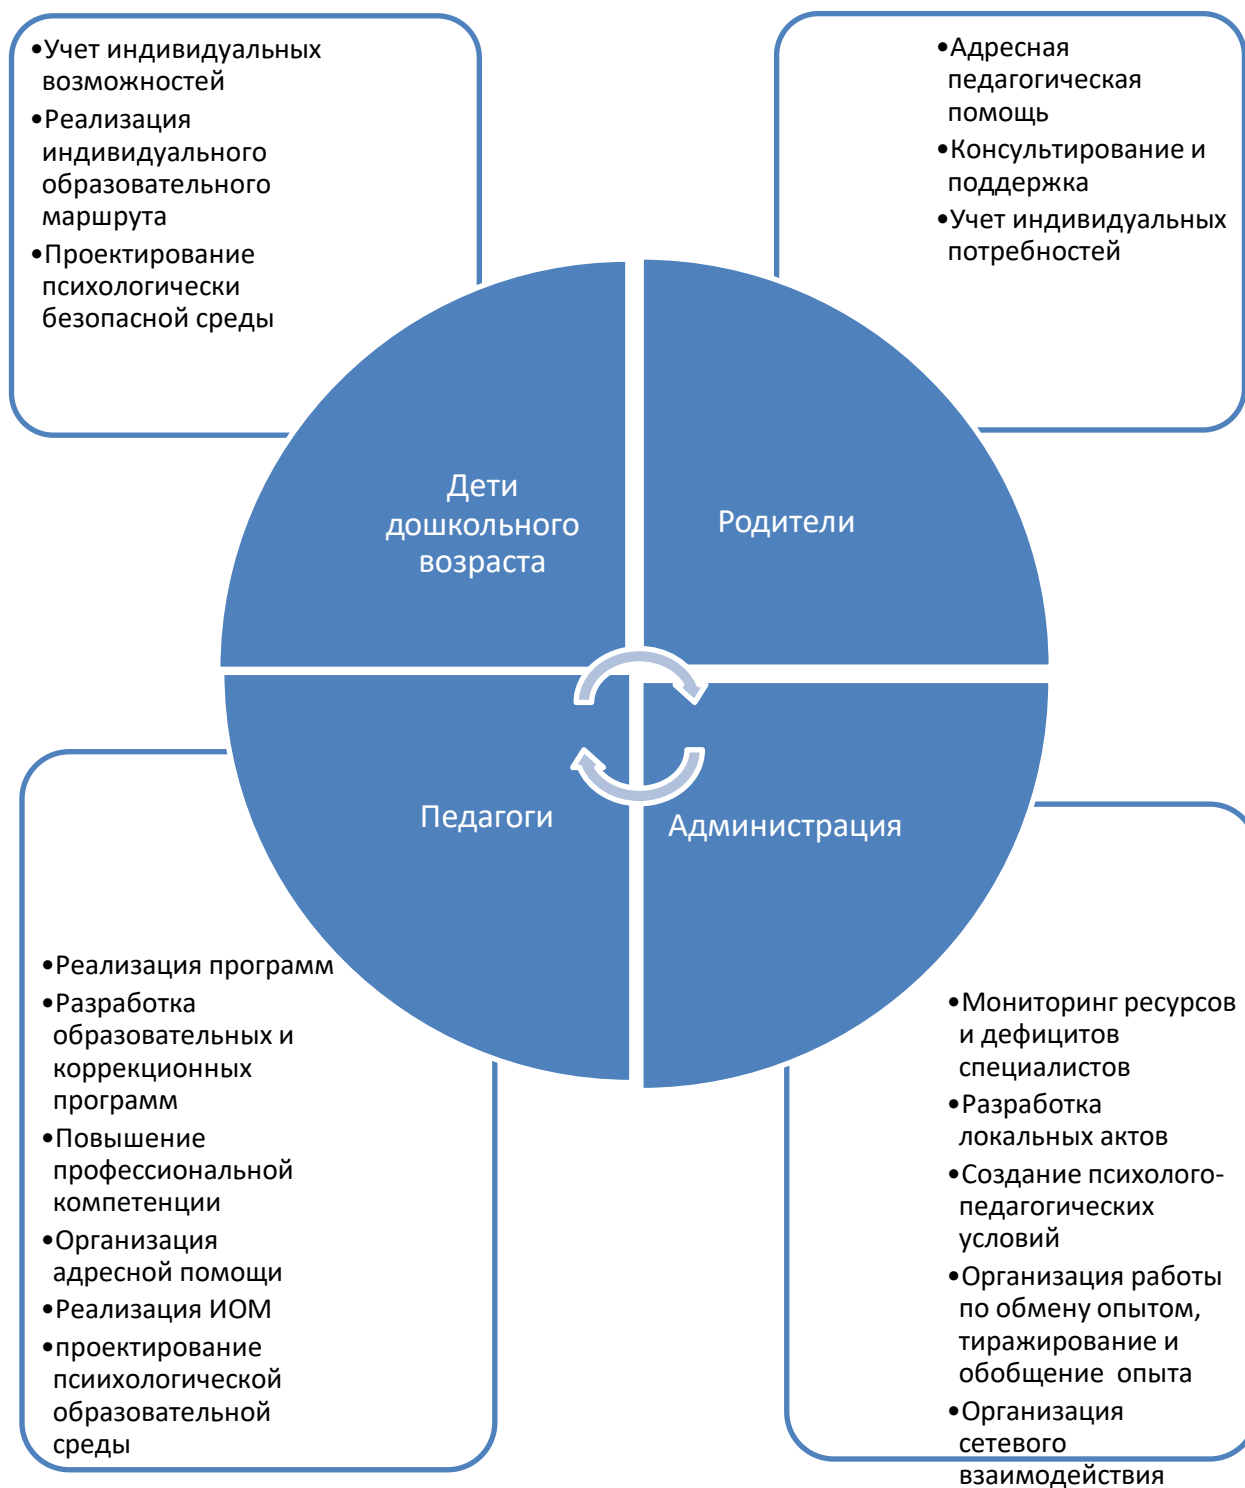 •Учет индивидуальных
возможностей
•Реализация
индивидуального
образовательного
маршрута
•Проектирование
психологически
безопасной среды
•Адресная
педагогическая
помощь
•Консультирование и
поддержка
•Учет индивидуальных
потребностей
Дети
дошкольного
возраста
Родители
Педагоги
Администрация
•Реализация программ
•Разработка
образовательных и
коррекционных
программ
•Повышение
профессиональной
компетенции
•Организация
адресной помощи
•Реализация ИОМ
•проектирование
псиихологической
образовательной
среды
•Мониторинг ресурсов
и дефицитов
специалистов
•Разработка
локальных актов
•Создание психолого-
педагогических
условий
•Организация работы
по обмену опытом,
тиражирование и
обобщение  опыта
•Организация
сетевого
взаимодействия